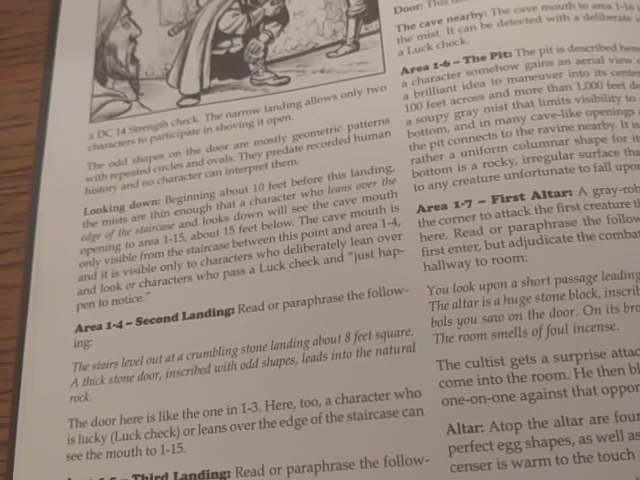 a DC 14 Strength check. The narrow landing allows only two
characters to participate in shoving it open.
The odd shapes on the door are mostly geometric patterns
with repeated circles and ovals. They predate recorded human
history and no character can interpret them.
Looking down: Beginning about 10 feet before this landing,
the mists are thin enough that a character who leans over the
edge of the staircase and looks down will see the cave mouth
opening to area 1-15, about 15 feet below. The cave mouth is
only visible from the staircase between this point and area 1-4,
and it is visible only to characters who deliberately lean over
and look or characters who pass a Luck check and "just hap-
pen to notice."
Area 1-4 – Second Landing: Read or paraphrase the follow-
ing:
The stairs level out at a crumbling stone landing about 8 feet square.
A thick stone door, inscribed with odd shapes, leads into the natural
rock.
The door here is like the one in 1-3. Here, too, a character who
is lucky (Luck check) or leans over the edge of the staircase can
see the mouth to 1-15.
Third Landing: Read or paraphrase the follow-
Door: This
The cave nearby: The cave mouth to area 1-15
the mist. It can be detected with a deliberate
a Luck check.
Area 1-6 – The Pit: The pit is described here
a character somehow gains an aerial view
a brilliant idea to maneuver into its center
100 feet across and more than 1,000 feet
a soupy gray mist that limits visibility to
bottom, and in many cave-like openings
the pit connects to the ravine nearby. It is
rather a uniform columnar shape for its
bottom is a rocky, irregular surface that
to any creature unfortunate to fall upon
Area 1-7 – First Altar: A gray-robed
the corner to attack the first creature
here. Read or paraphrase the follow
first enter, but adjudicate the combat
hallway to room:
You look upon a short passage leading
The altar is a huge stone block, inscrib
bols you saw on the door. On its bro
The room smells of foul incense.
The cultist gets a surprise attac
come into the room. He then bl
one-on-one against that oppon
Altar: Atop the altar are four
perfect egg shapes, as well as
censer is warm to the touch